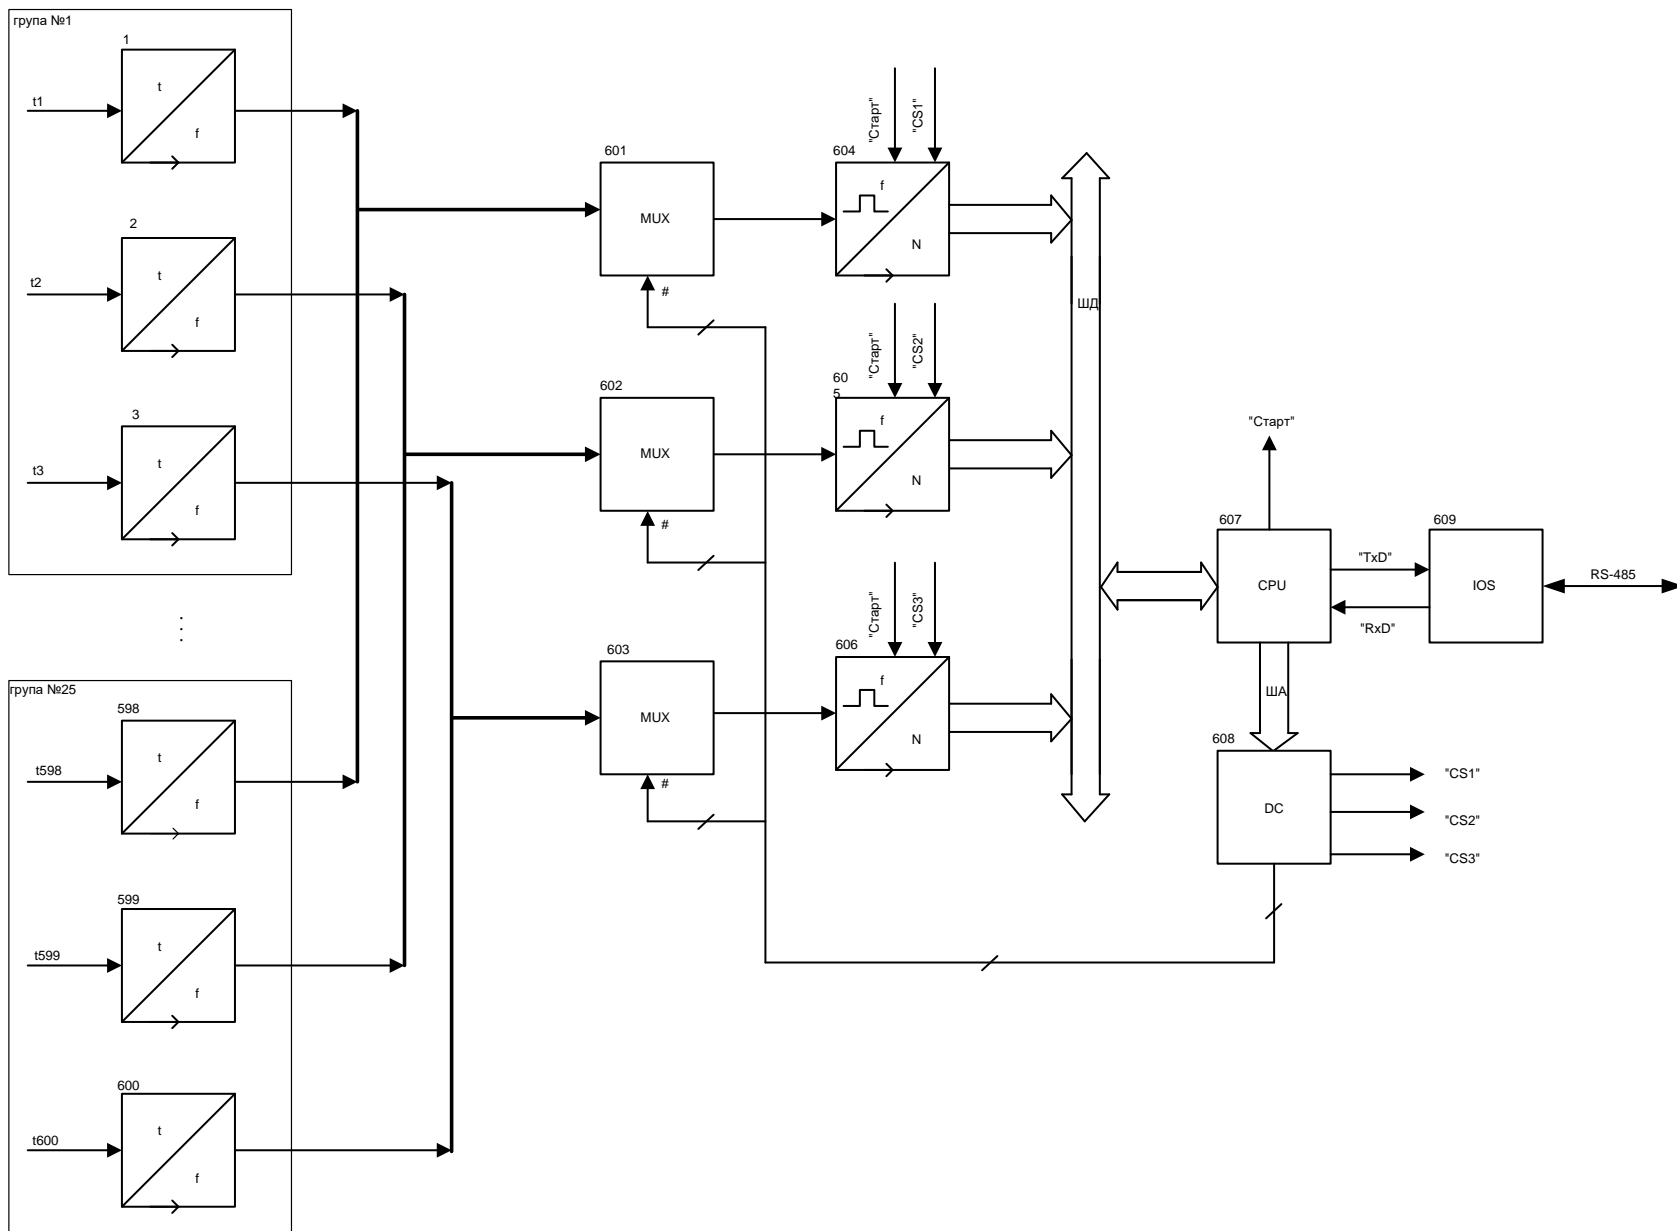 група №1
1
t
f
t1
2
t
f
t2
3
t
f
t3
група №25
598
t
f
t598
599
t
f
t599
600
t
f
t600
601
MUX
#
602
MUX
#
603
MUX
#
"Старт"
"CS1"
604
f
N
"Старт"
"CS2"
60
5
f
N
"Старт"
"CS3"
606
f
N
ШД
"Старт"
607
CPU
"TxD"
"RxD"
609
IOS
RS-485
ША
608
DC
"CS1"
"CS2"
"CS3"